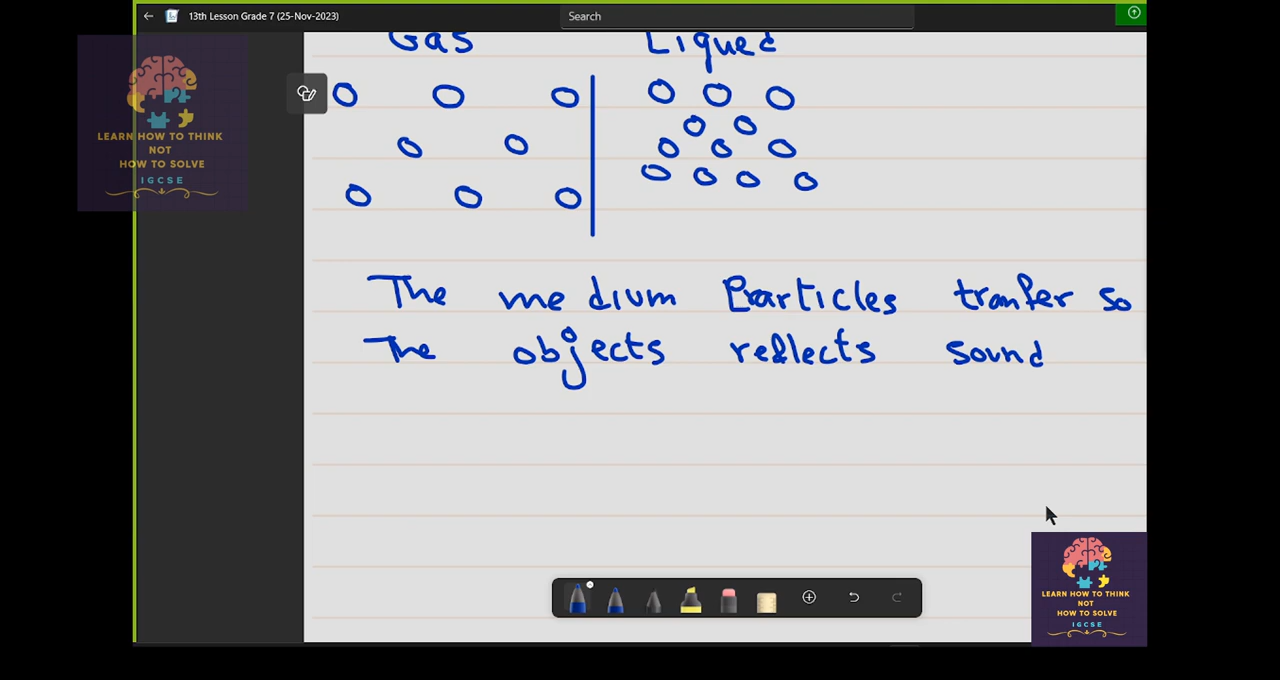 13th Lesson Grade 7 (25-Nov-2023)
Search
Gas Liqued
LEARN HOW TO THINK
NOT
HOW TO SOLVE
IGCSE
The medium Particles tranfer so
The objects reflects sound
LEARN HOW TO THINK
NOT
HOW TO SOLVE
IGCSE